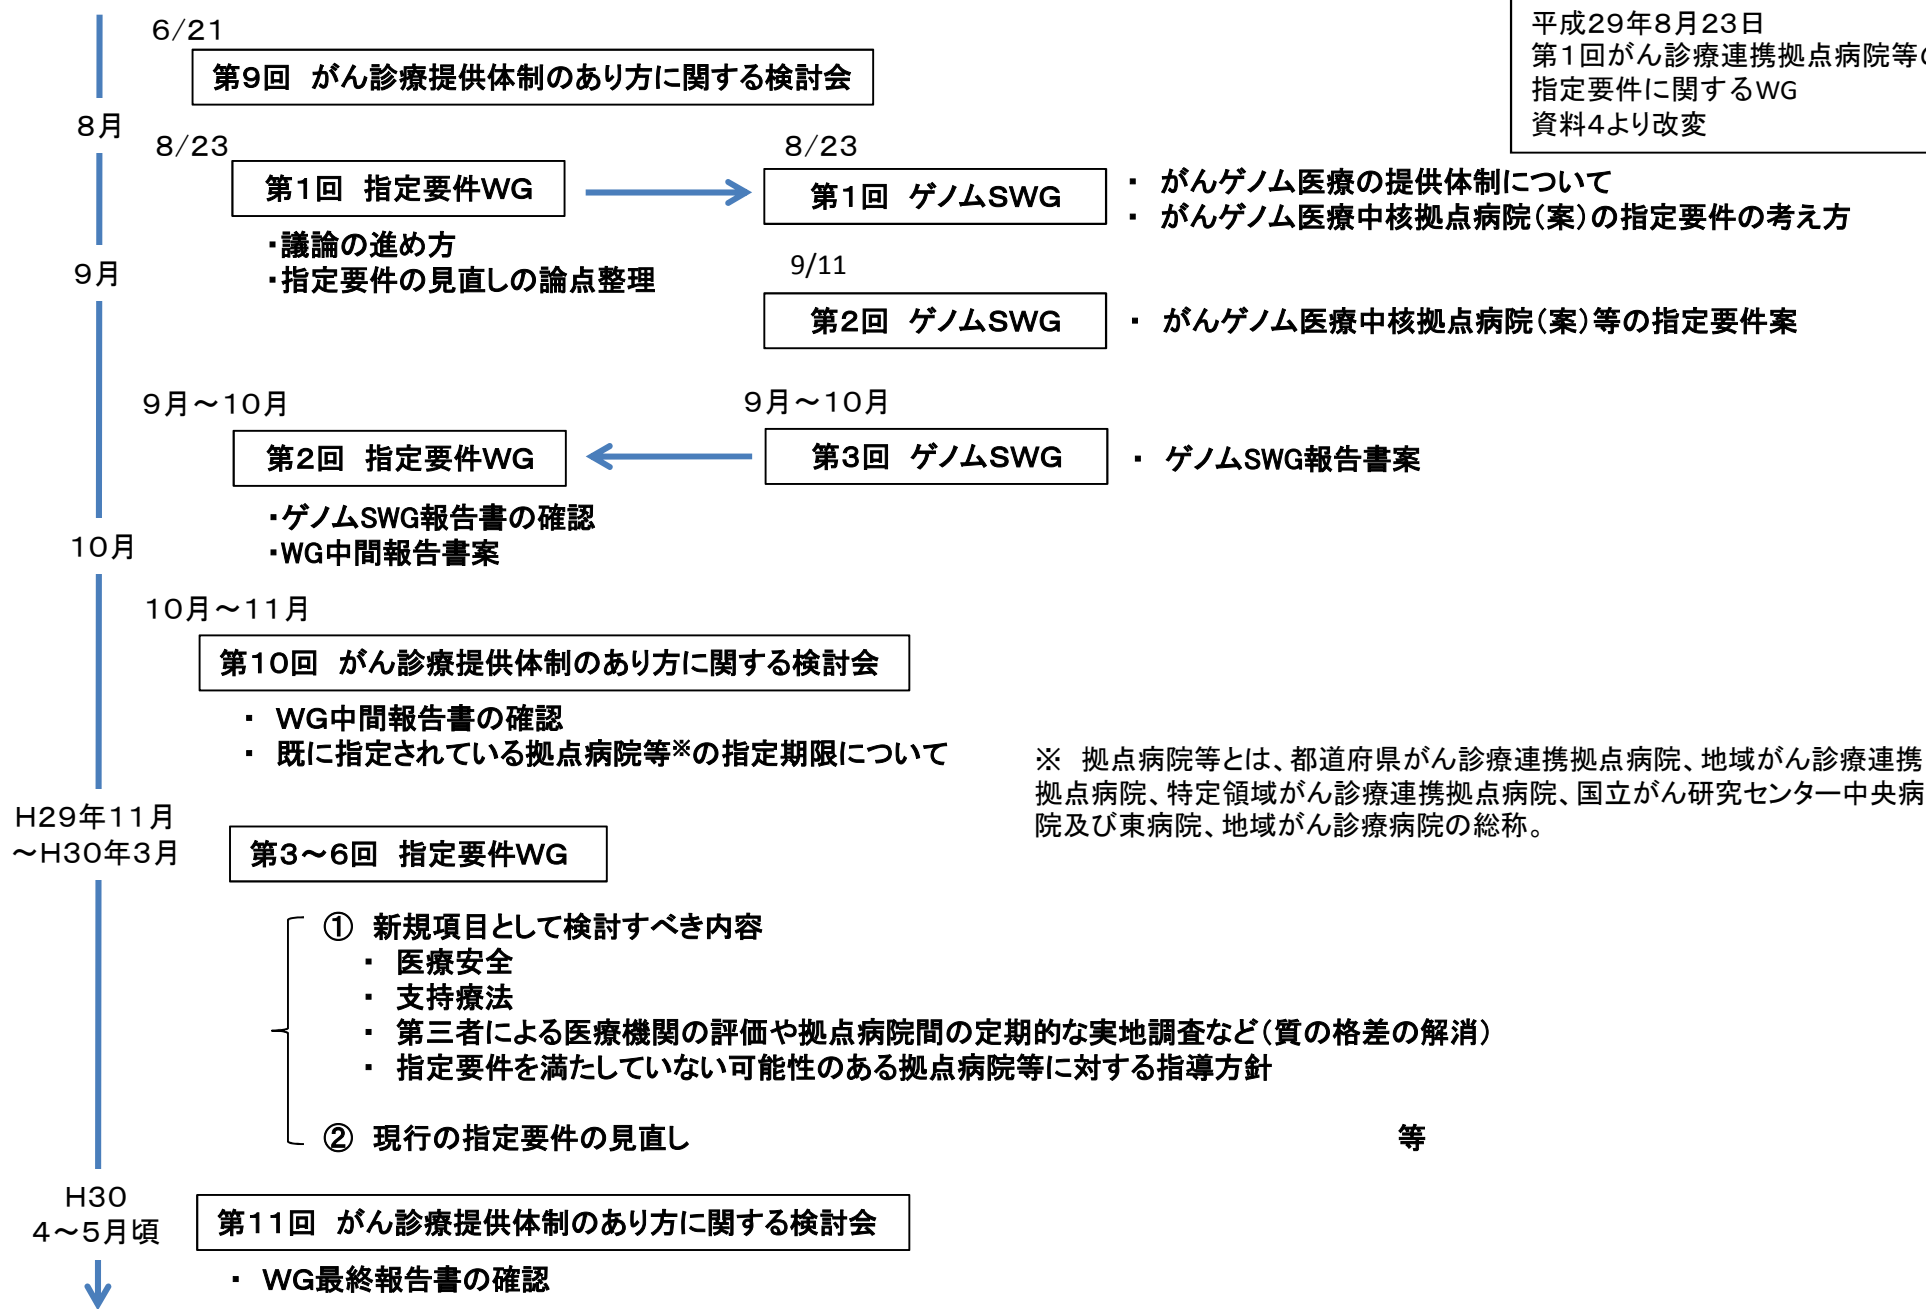 平成29年8月23日
第1回がん診療連携拠点病院等の
指定要件に関するWG
資料4より改変
6/21
第9回 がん診療提供体制のあり方に関する検討会
8月
8/23
第1回 指定要件WG
・議論の進め方
・指定要件の見直しの論点整理
8/23
第1回 ゲノムSWG
・ がんゲノム医療の提供体制について
・ がんゲノム医療中核拠点病院（案）の指定要件の考え方
9月
9/11
第2回 ゲノムSWG
・ がんゲノム医療中核拠点病院（案）等の指定要件案
9月～10月
第2回 指定要件WG
・ゲノムSWG報告書の確認
・WG中間報告書案
9月～10月
第3回 ゲノムSWG
・ ゲノムSWG報告書案
10月
10月～11月
第10回 がん診療提供体制のあり方に関する検討会
・ WG中間報告書の確認
・ 既に指定されている拠点病院等※の指定期限について
※ 拠点病院等とは、都道府県がん診療連携拠点病院、地域がん診療連携
拠点病院、特定領域がん診療連携拠点病院、国立がん研究センター中央病
院及び東病院、地域がん診療病院の総称。
H29年11月
～H30年3月
第3～6回 指定要件WG
① 新規項目として検討すべき内容
・ 医療安全
・ 支持療法
・ 第三者による医療機関の評価や拠点病院間の定期的な実地調査など（質の格差の解消）
・ 指定要件を満たしていない可能性のある拠点病院等に対する指導方針
② 現行の指定要件の見直し 等
H30
4～5月頃
第11回 がん診療提供体制のあり方に関する検討会
・ WG最終報告書の確認